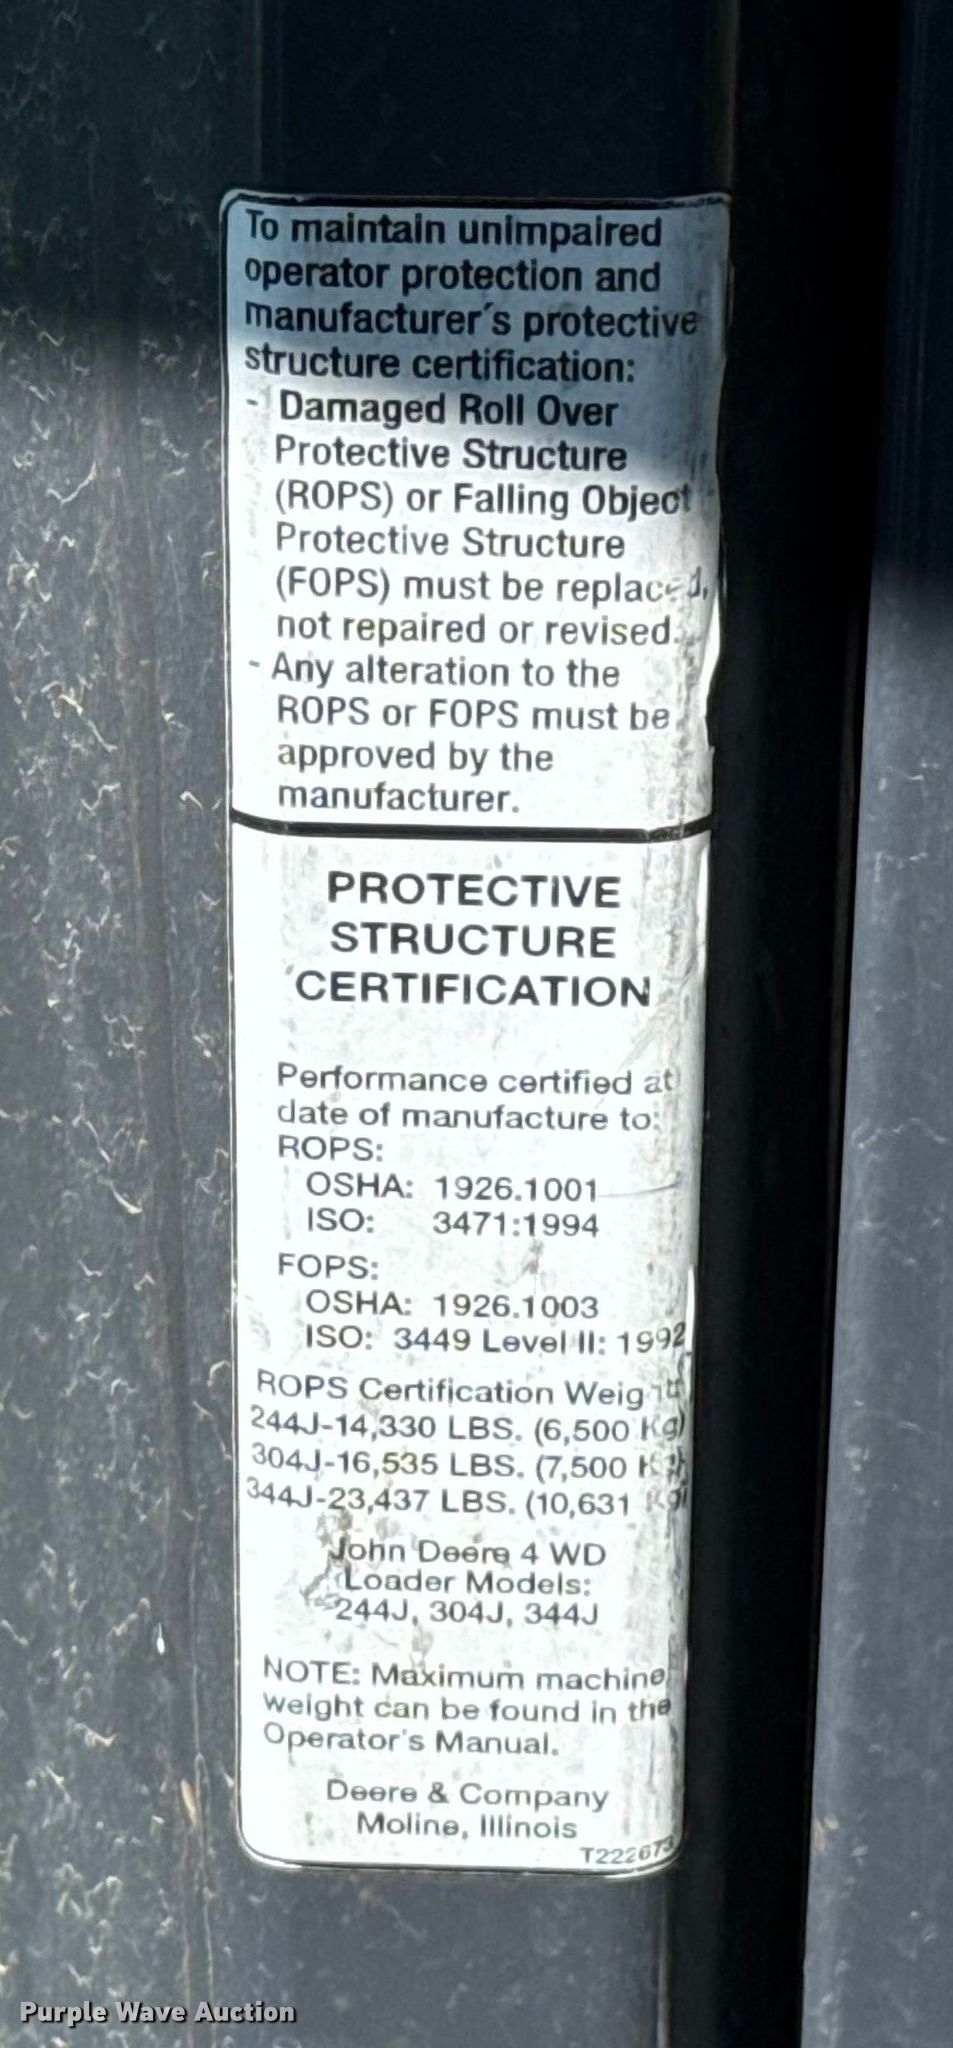 To maintain unimpaired
operator protection and
manufacturer's protective
structure certification:
- Damaged Roll Over
Protective Structure
(ROPS) or Falling Object
Protective Structure
(FOPS) must be replaced,
not repaired or revised.
- Any alteration to the
ROPS or FOPS must be
approved by the
manufacturer.
PROTECTIVE
STRUCTURE
CERTIFICATION
Performance certified at
date of manufacture to:
ROPS:
OSHA: 1926.1001
ISO: 3471:1994
FOPS:
OSHA: 1926.1003
ISO: 3449 Level II: 1992
ROPS Certification Weight
244J-14,330 LBS. (6,500 Kg)
304J-16,535 LBS. (7,500 Kg)
344J-23,437 LBS. (10,631 Kg)
John Deere 4 WD
Loader Models:
244J, 304J, 344J
NOTE: Maximum machine
weight can be found in the
Operator's Manual.
Deere & Company
Moline, Illinois
T222673
Purple Wave Auction